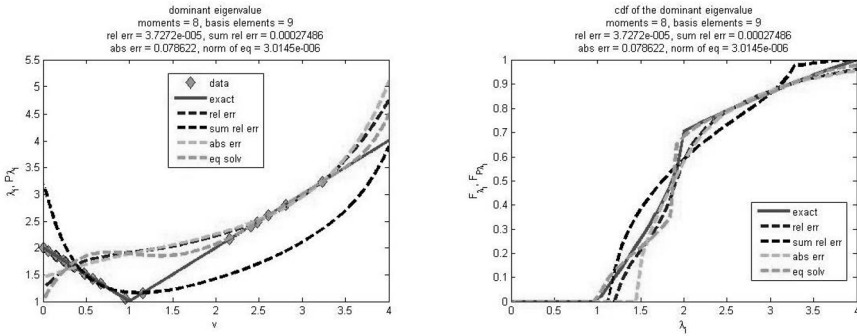 dominant eigenvalue
moments = 8, basis elements = 9
rel err = 3.7272e-005, sum rel err = 0.00027486
abs err = 0.078622, norm of eq = 3.0145e-006
5.5
5
4.5
4
3.5
3
2.5
2
1.5
1
λ₁, Pλ₁
data
exact
rel err
sum rel err
abs err
eq solv
0 0.5 1 1.5 2 2.5 3 3.5 4
v
cdf of the dominant eigenvalue
moments = 8, basis elements = 9
rel err = 3.7272e-005, sum rel err = 0.00027486
abs err = 0.078622, norm of eq = 3.0145e-006
1
0.9
0.8
0.7
0.6
0.5
0.4
0.3
0.2
0.1
0
Fλ₁, FPλ₁
exact
rel err
sum rel err
abs err
eq solv
0 0.5 1 1.5 2 2.5 3 3.5 4
λ₁